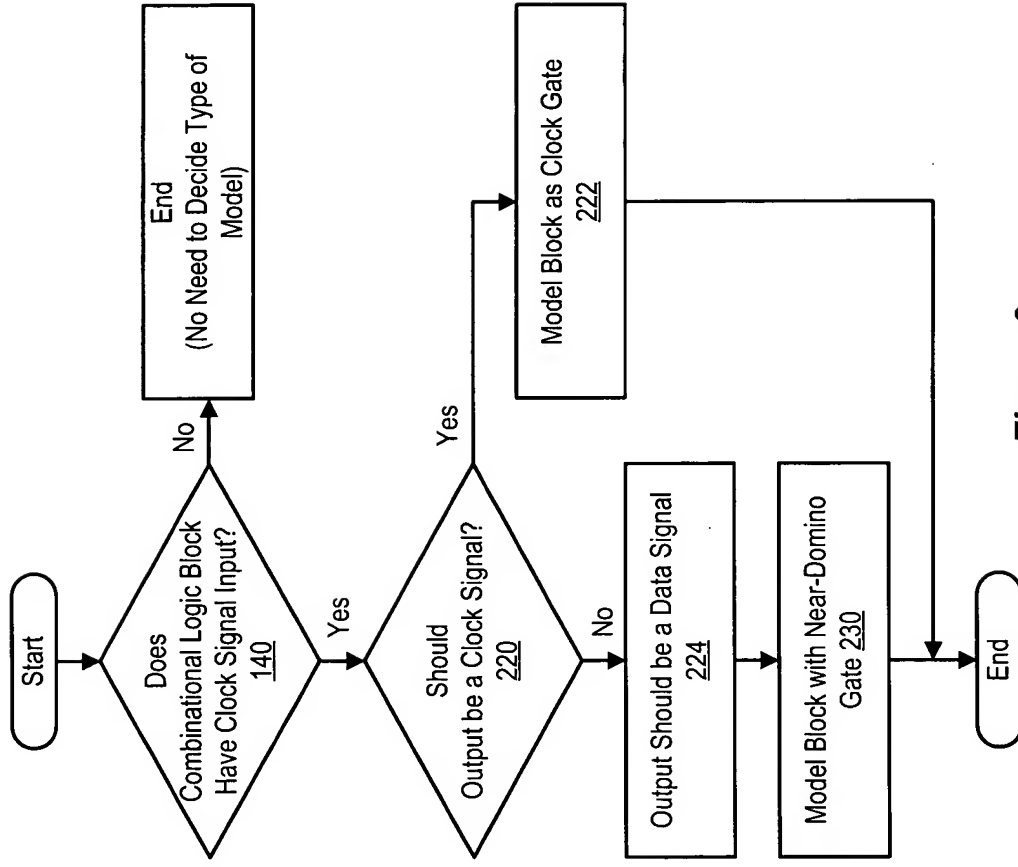 Start
Does
Combinational Logic Block
Have Clock Signal Input?
140
No
End
(No Need to Decide Type of
Model)
Yes
Should
Output be a Clock Signal?
220
Yes
Model Block as Clock Gate
222
No
Output Should be a Data Signal
224
Model Block with Near-Domino
Gate 230
End